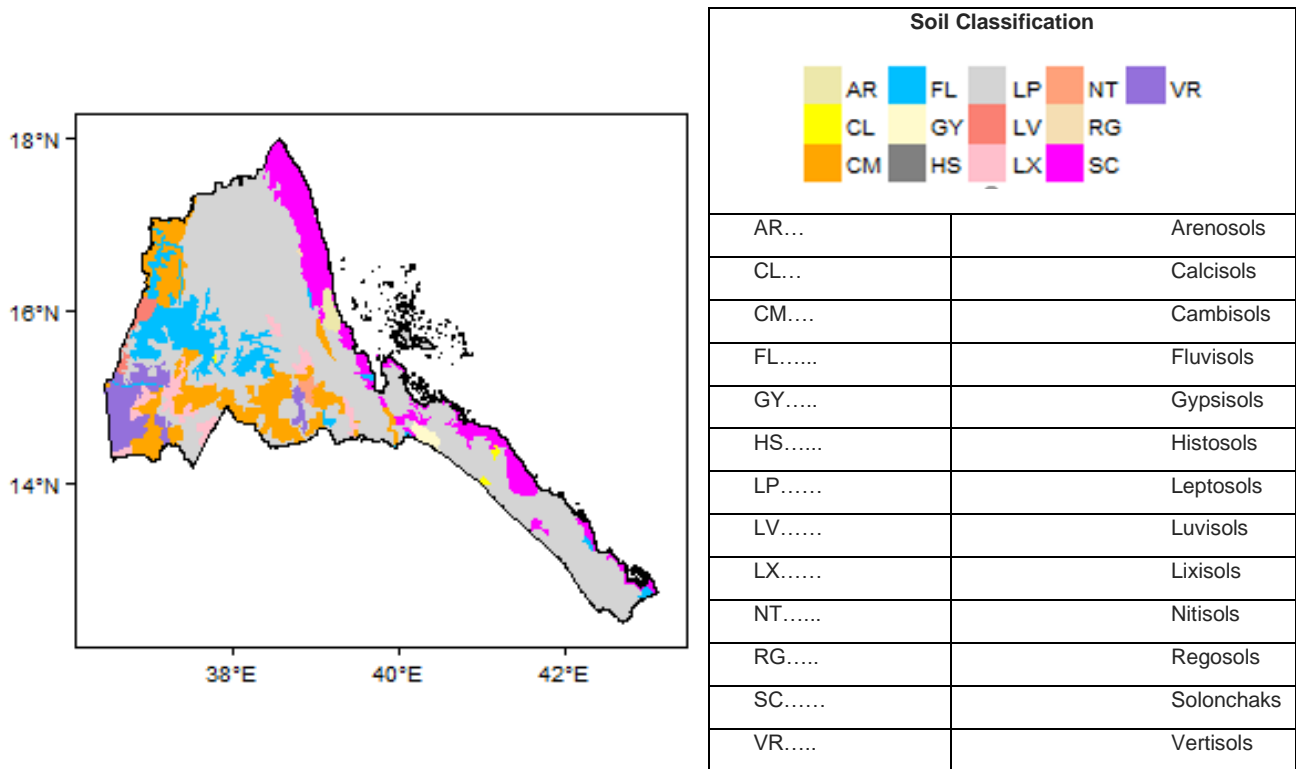 18°N
16°N
14°N
38°E 40°E 42°E
Soil Classification
AR FL LP NT VR
CL GY LV RG
CM HS LX SC
AR… Arenosols
CL… Calcisols
CM…. Cambisols
FL…... Fluvisols
GY….. Gypsisols
HS…... Histosols
LP…… Leptosols
LV…… Luvisols
LX…… Lixisols
NT…... Nitisols
RG….. Regosols
SC…… Solonchaks
VR….. Vertisols